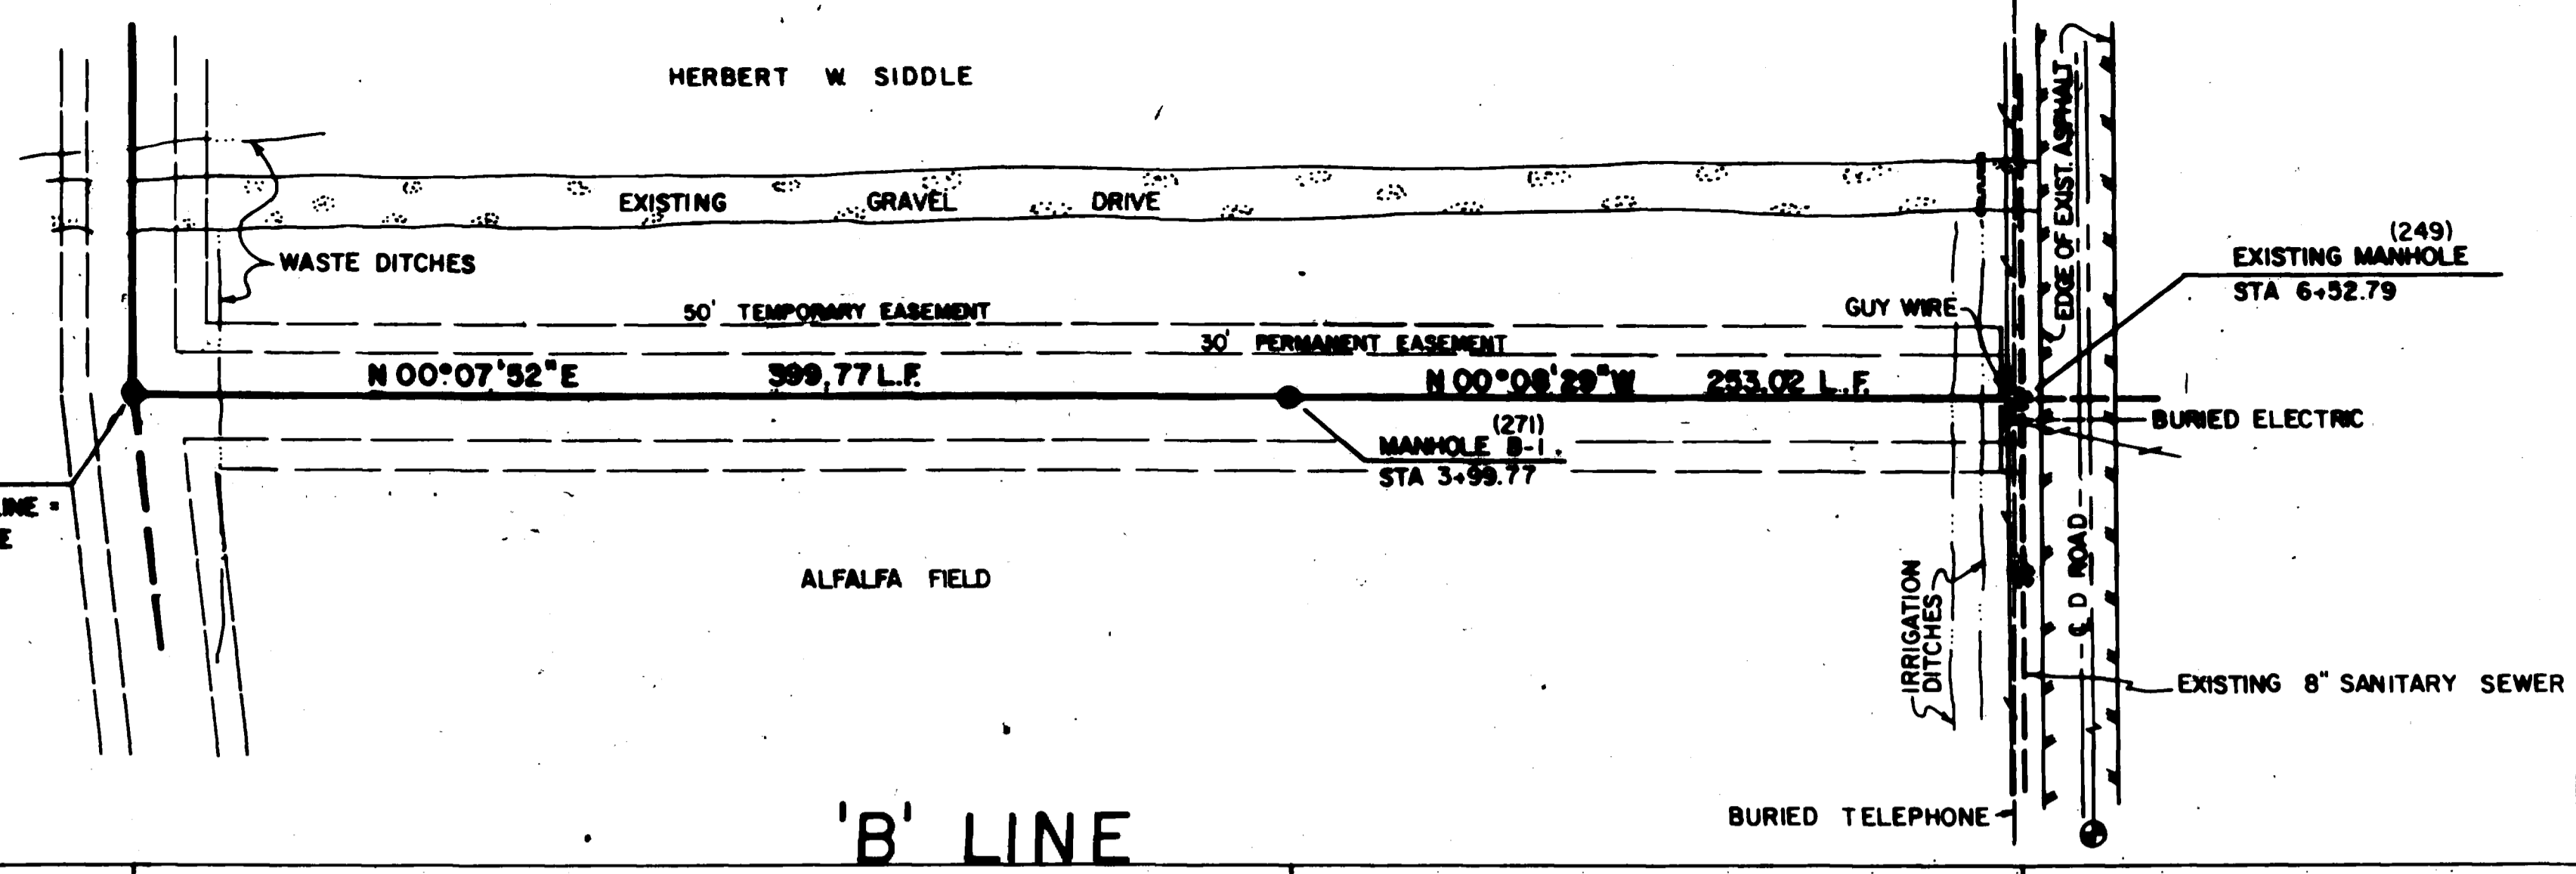 HERBERT W. SIDDLE
EDGE OF EXIST. ASPHALT
EXISTING GRAVEL DRIVE
WASTE DITCHES
(249)
EXISTING MANHOLE
STA 6+52.79
50' TEMPORARY EASEMENT
GUY WIRE
30' PERMANENT EASEMENT
N 00°07'52"E 399.77 L.F.
N 00°08'29"W 253.02 L.F.
(271)
MANHOLE B-1
STA 3+99.77
BURIED ELECTRIC
LINE =
E
ALFALFA FIELD
IRRIGATION
DITCHES
℄ D ROAD
EXISTING 8" SANITARY SEWER
BURIED TELEPHONE
'B' LINE